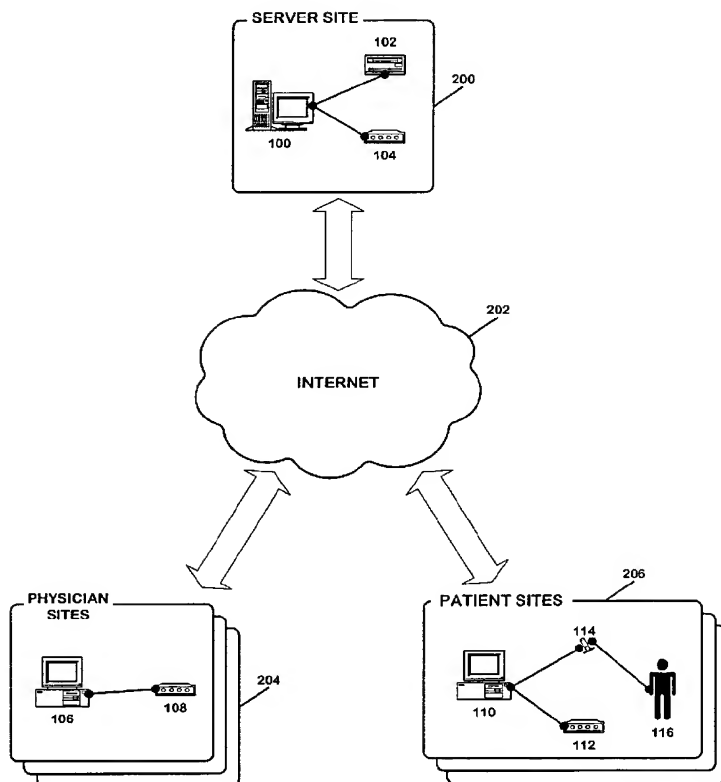 SERVER SITE
102
200
100
104
202
INTERNET
206
PHYSICIAN
SITES
PATIENT SITES
114
204
106
108
110
112
116